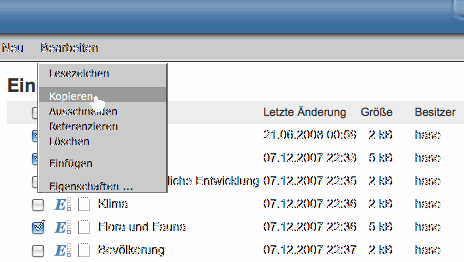 Neu Bearbeiten
Lesezeichen
Ein
Kopieren
Ausschneiden Letzte Änderung Größe Besitzer
Referenzieren
21.06.2008 00:58 2 kB hase
Löschen
07.12.2007 22:33 5 kB hase
Einfügen
liche Entwicklung 07.12.2007 22:35 2 kB hase
Eigenschaften ...
Klima 07.12.2007 22:36 2 kB hase
Flora und Fauna 07.12.2007 22:36 5 kB hase
Bevölkerung 07.12.2007 22:37 2 kB hase